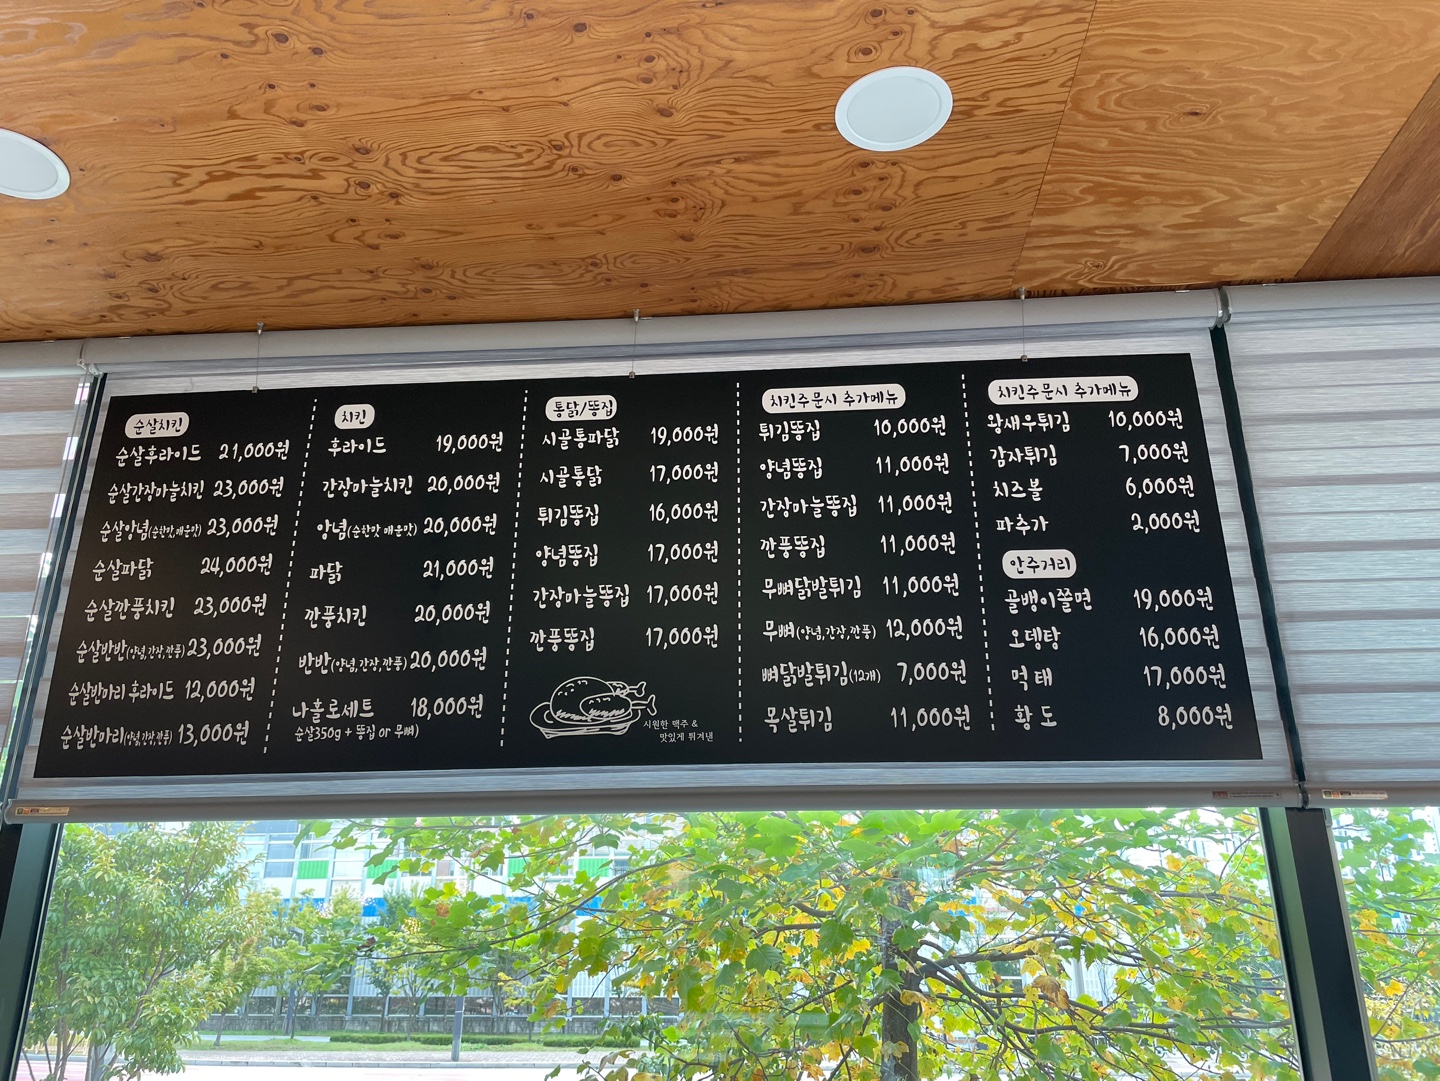 순살치킨
순살후라이드 21,000원
순살간장마늘치킨 23,000원
순살양념(순한맛,매운맛) 23,000원
순살파닭 24,000원
순살깐풍치킨 23,000원
순살반반(양념,간장,깐풍) 23,000원
순살반마리 후라이드 12,000원
순살반마리(양념,간장,깐풍) 13,000원
치킨
후라이드 19,000원
간장마늘치킨 20,000원
양념(순한맛 매운맛) 20,000원
파닭 21,000원
깐풍치킨 20,000원
반반(양념,간장,깐풍) 20,000원
나홀로세트 18,000원
순살350g + 똥집 or 무뼈)
통닭/똥집
시골통파닭 19,000원
시골통닭 17,000원
튀김똥집 16,000원
양념똥집 17,000원
간장마늘똥집 17,000원
깐풍똥집 17,000원
시원한 맥주 &
맛있게 튀겨낸
치킨주문시 추가메뉴
튀김똥집 10,000원
양념똥집 11,000원
간장마늘똥집 11,000원
깐풍똥집 11,000원
무뼈닭발튀김 11,000원
무뼈(양념,간장,깐풍) 12,000원
뼈닭발튀김(12개) 7,000원
목살튀김 11,000원
치킨주문시 추가메뉴
왕새우튀김 10,000원
감자튀김 7,000원
치즈볼 6,000원
파추가 2,000원
안주거리
골뱅이쫄면 19,000원
오뎅탕 16,000원
먹태 17,000원
황도 8,000원